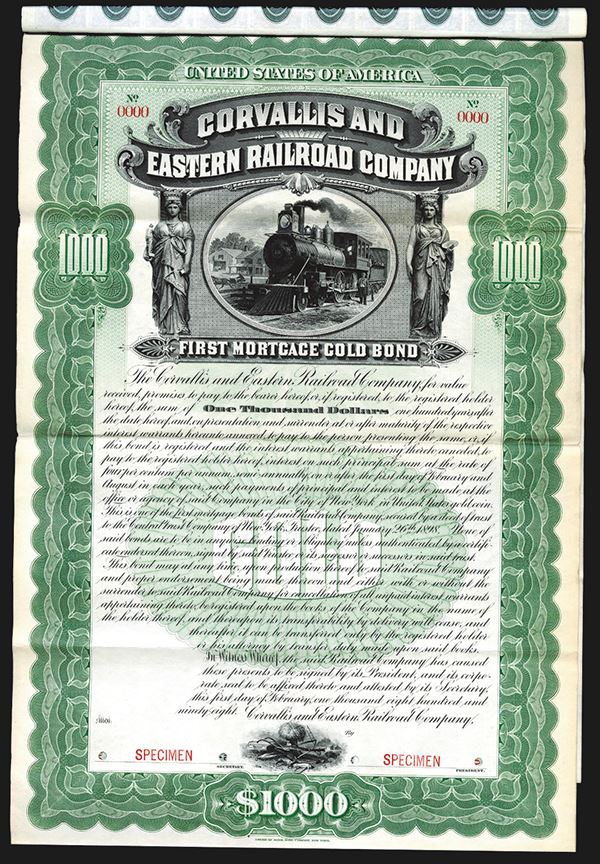 UNITED STATES OF AMERICA
No 0000
No 0000
CORVALLIS AND
EASTERN RAILROAD COMPANY
1000
1000
FIRST MORTGAGE GOLD BOND
The Corvallis and Eastern Railroad Company, for value
received, promises to pay to the bearer hereof, or, if registered, to the registered holder
hereof, the sum of One Thousand Dollars one hundred years after
the date hereof, and, on presentation and surrender at or after maturity of the respective
interest warrants hereunto annexed, to pay to the person presenting the same, or, if
this bond is registered and the interest warrants appertaining thereto canceled, to
pay to the registered holder hereof, interest on such principal sum at the rate of
four per centum per annum, semi-annually, on or after the first day of February and
August in each year, such payments of principal and interest to be made at the
office or agency of said Company in the City of New York, in United States gold coin.
This is one of the first mortgage bonds of said Railroad Company, secured by a deed of trust
to the Central Trust Company of New York, Trustee, dated January 26th 1898. None of
said bonds are to be in any way binding or obligatory unless authenticated by a certifi-
cate endorsed thereon, signed by said Trustee or its successor or successors in said trust.
This bond may at any time, upon production thereof to said Railroad Company
and proper endorsement being made thereon and either with or without the
surrender to said Railroad Company for cancellation of all unpaid interest warrants
appertaining thereto, be registered upon the books of the Company in the name of
the holder hereof, and thereupon its transferability by delivery will cease, and
thereafter it can be transferred only by the registered holder
or his attorney by transfer duly made upon said books.
In Witness Whereof, the said Railroad Company has caused
these presents to be signed by its President, and its corpo-
rate seal to be affixed thereto and attested by its Secretary,
this first day of February, one thousand eight hundred and
ninety-eight. Corvallis and Eastern Railroad Company,
GOLD
Attest.
By
SPECIMEN
SECRETARY.
SPECIMEN
PRESIDENT.
$1000